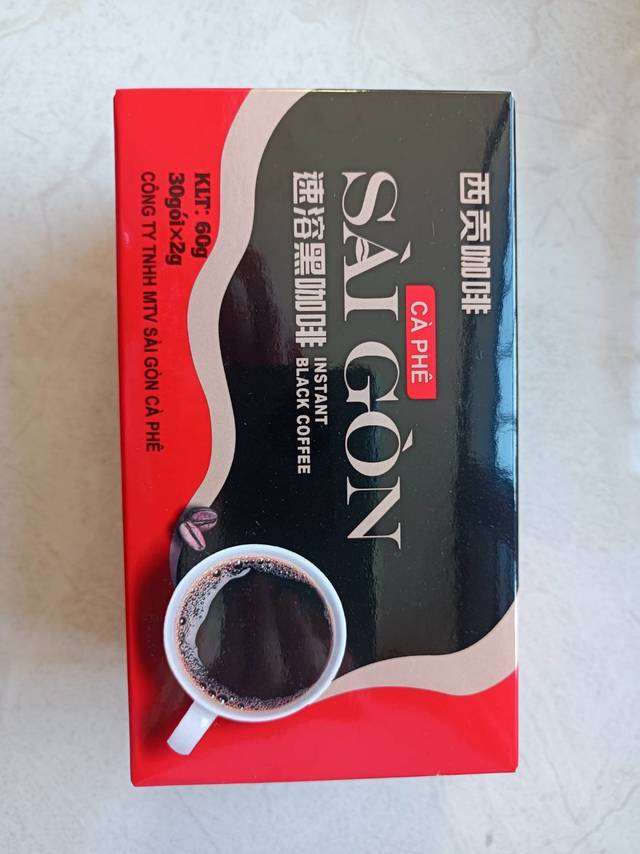 西贡咖啡
CÀ PHÊ
SÀI GÒN
速溶黑咖啡
INSTANT
BLACK COFFEE
KLT: 60g
30gói×2g
CÔNG TY TNHH MTV SÀI GÒN CÀ PHÊ